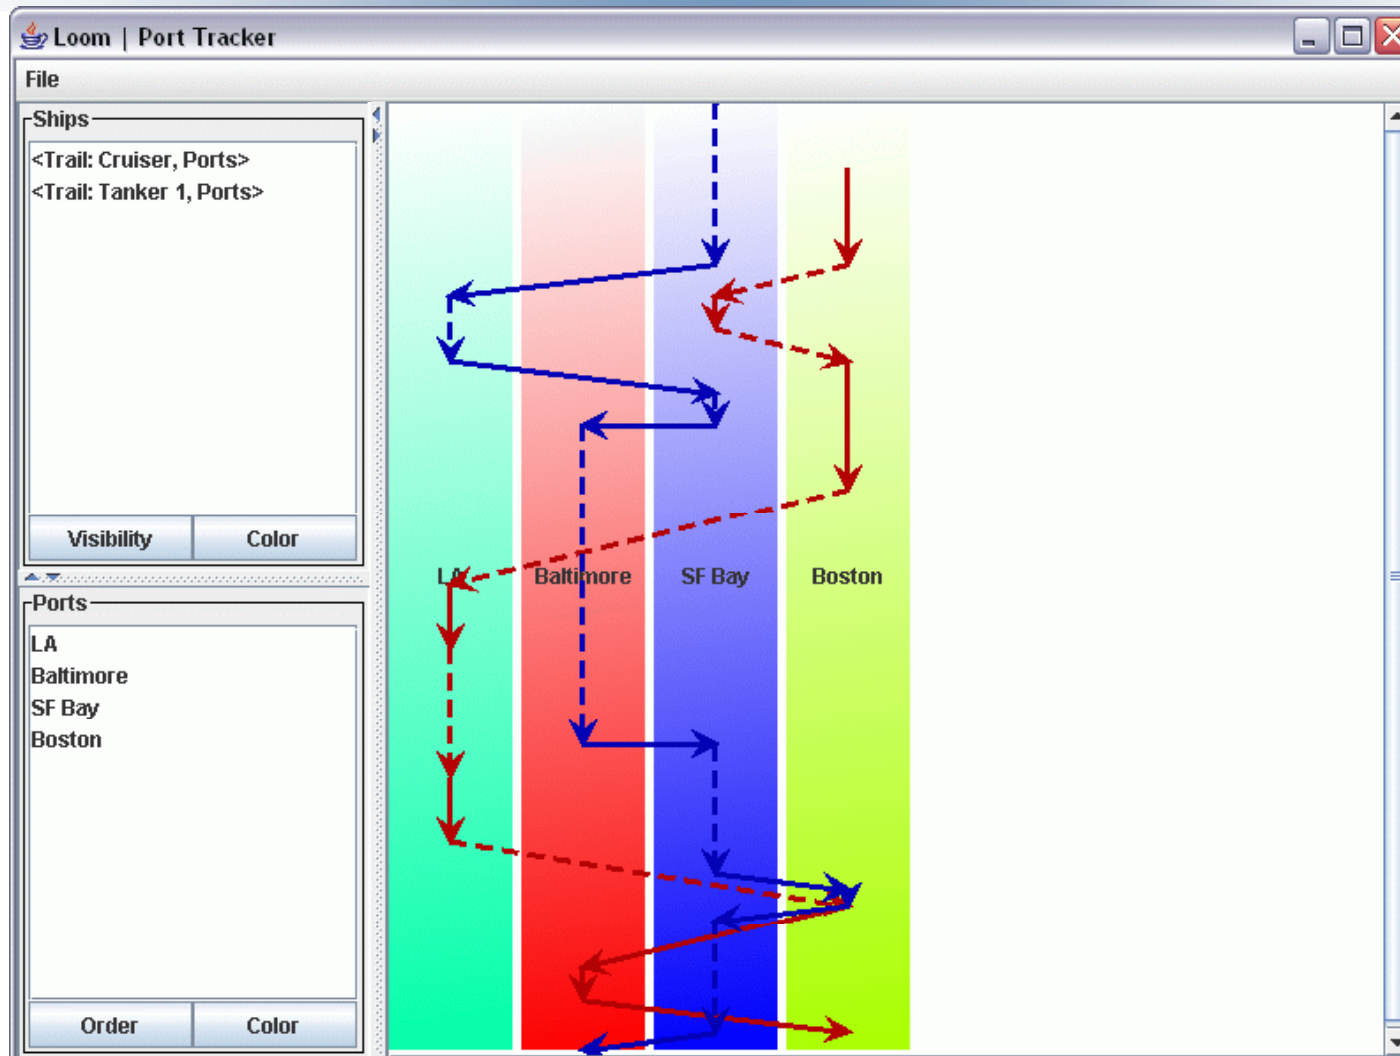 Loom | Port Tracker
File
Ships
<Trail: Cruiser, Ports>
<Trail: Tanker 1, Ports>
Visibility Color
LA Baltimore SF Bay Boston
Ports
LA
Baltimore
SF Bay
Boston
Order Color